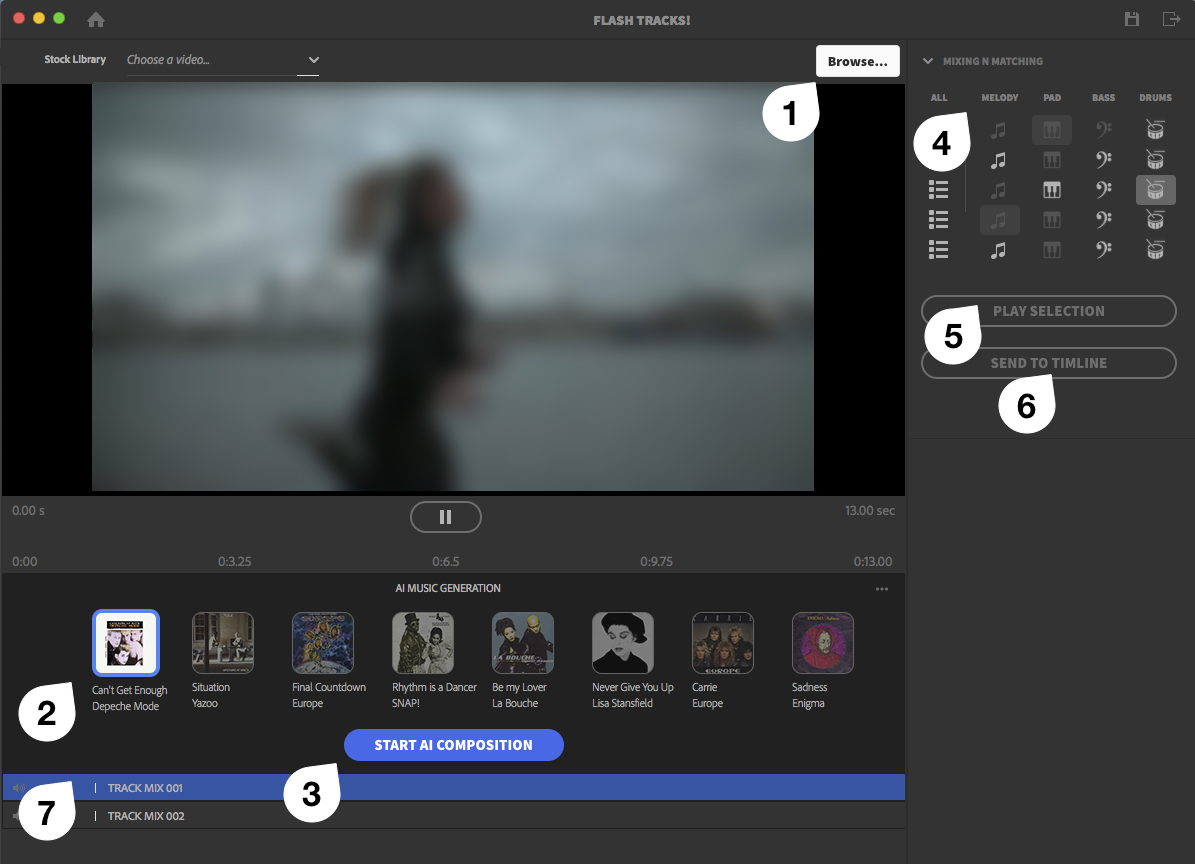 FLASH TRACKS!
Stock Library
Choose a video...
Browse...
1
MIXING N MATCHING
ALL MELODY PAD BASS DRUMS
4
PLAY SELECTION
5
SEND TO TIMLINE
6
0.00 s
13.00 sec
0:00 0:3.25 0:6.5 0:9.75 0:13.00
AI MUSIC GENERATION
Can't Get Enough
Depeche Mode
Situation
Yazoo
Final Countdown
Europe
Rhythm is a Dancer
SNAP!
LA BOUCHE
Be my Lover
La Bouche
Never Give You Up
Lisa Stansfield
CARRIE
EUROPE
Carrie
Europe
Sadness
Enigma
2
START AI COMPOSITION
3
7
TRACK MIX 001
TRACK MIX 002